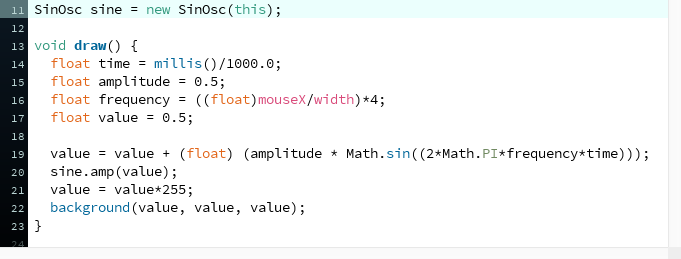 11 SinOsc sine = new SinOsc(this);
12
13 void draw() {
14   float time = millis()/1000.0;
15   float amplitude = 0.5;
16   float frequency = ((float)mouseX/width)*4;
17   float value = 0.5;
18
19   value = value + (float) (amplitude * Math.sin((2*Math.PI*frequency*time)));
20   sine.amp(value);
21   value = value*255;
22   background(value, value, value);
23 }
24